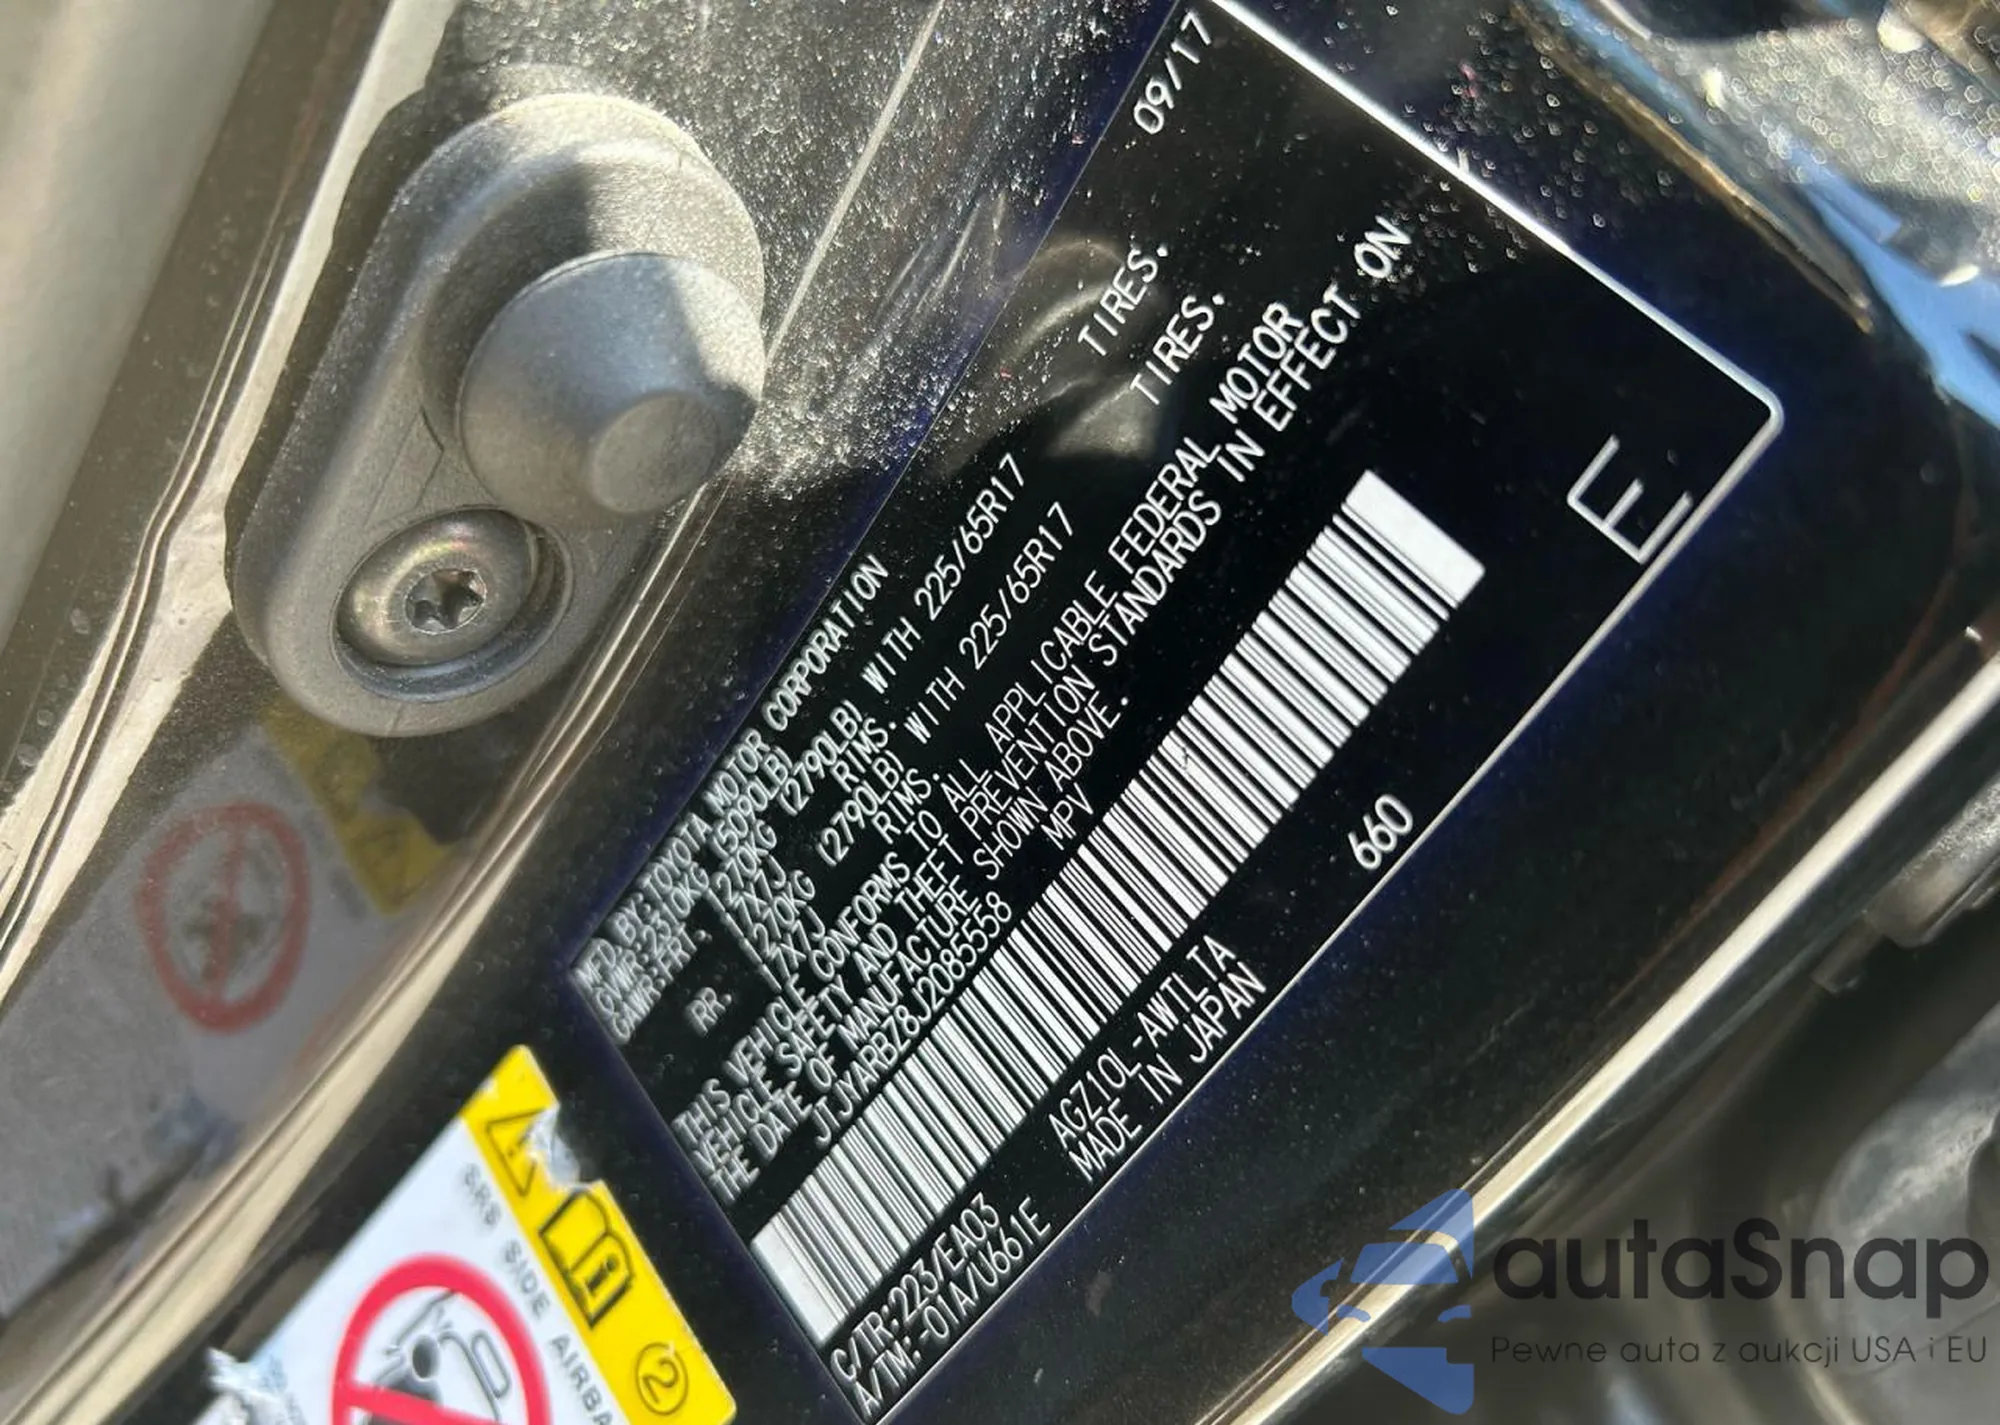 MFD. BY:TOYOTA MOTOR CORPORATION 09/17
GVWR:2310KG (5090LB)
GAWR:FRT. 1270KG (2790LB) WITH 225/65R17 TIRES.
17X7J RIMS.
RR. 1270KG (2790LB) WITH 225/65R17 TIRES.
17X7J RIMS.
THIS VEHICLE CONFORMS TO ALL APPLICABLE FEDERAL MOTOR
VEHICLE SAFETY AND THEFT PREVENTION STANDARDS IN EFFECT ON
THE DATE OF MANUFACTURE SHOWN ABOVE.
JTJYARBZ8J2085558 MPV
E
C/TR:223/EA03 AGZ10L-AWTLTA 660
A/TM:-01A/U661E MADE IN JAPAN
SRS SIDE AIRBA
2
autaSnap
Pewne auta z aukcji USA i EU